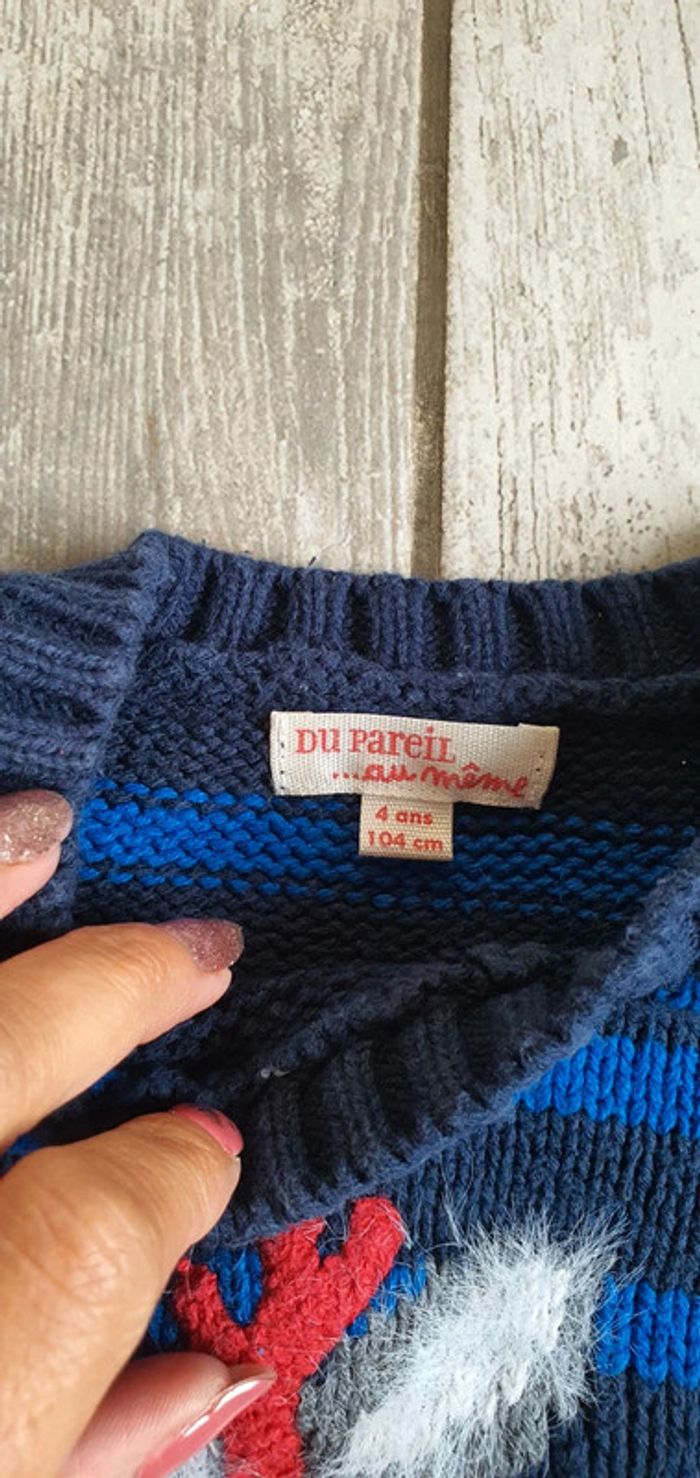 DU PAREIL
...au même
4 ans
104 cm